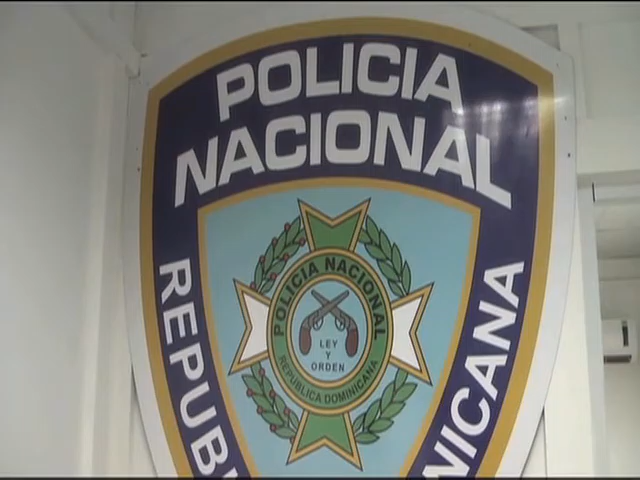 POLICIA
NACIONAL
REPUB
NICANA
POLICIA NACIONAL
LEY
Y
ORDEN
REPUBLICA DOMINICANA